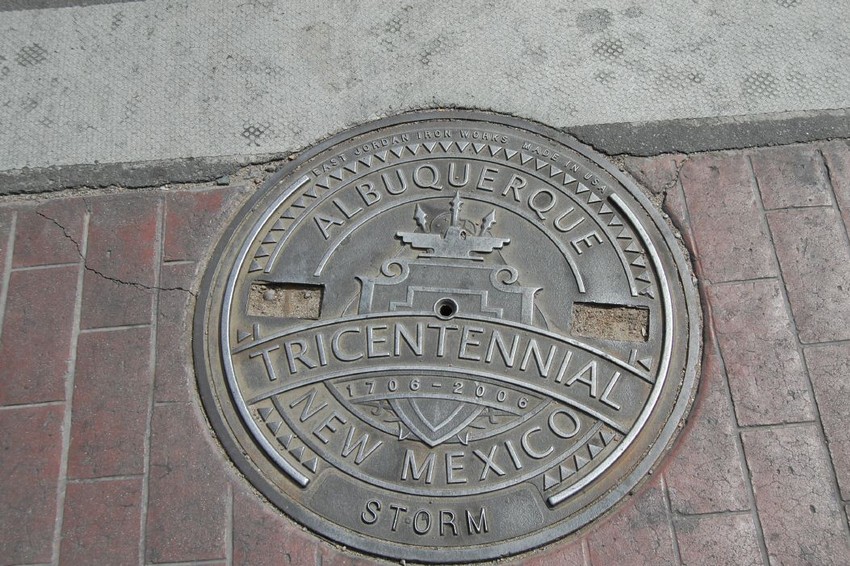 EAST JORDAN IRON WORKS MADE IN USA
ALBUQUERQUE
TRICENTENNIAL
1706-2006
NEW MEXICO
STORM